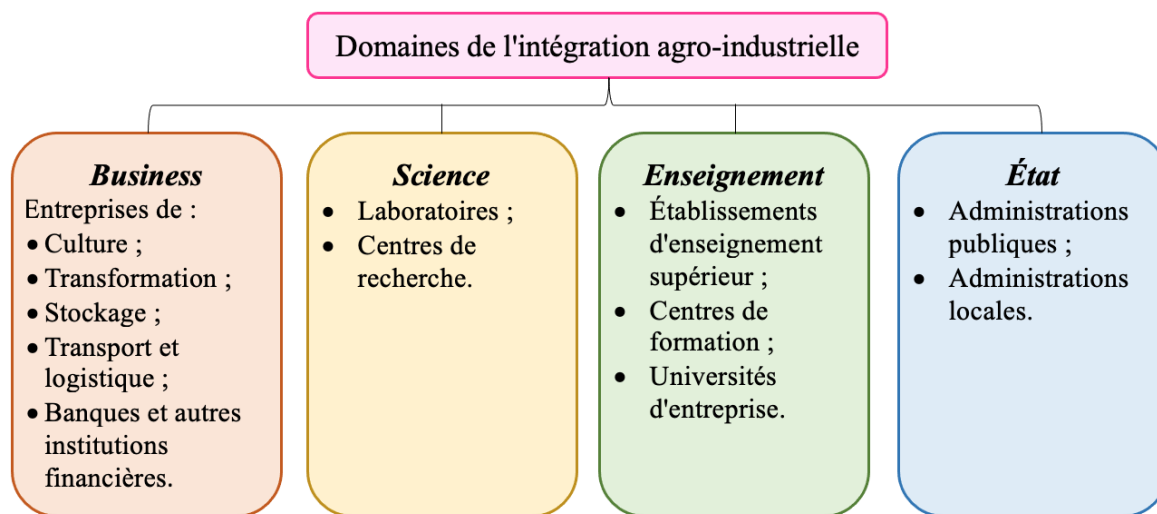 Domaines de l'intégration agro-industrielle
Business
Entreprises de :
• Culture ;
• Transformation ;
• Stockage ;
• Transport et
logistique ;
• Banques et autres
institutions
financières.
Science
• Laboratoires ;
• Centres de
recherche.
Enseignement
• Établissements
d'enseignement
supérieur ;
• Centres de
formation ;
• Universités
d'entreprise.
État
• Administrations
publiques ;
• Administrations
locales.